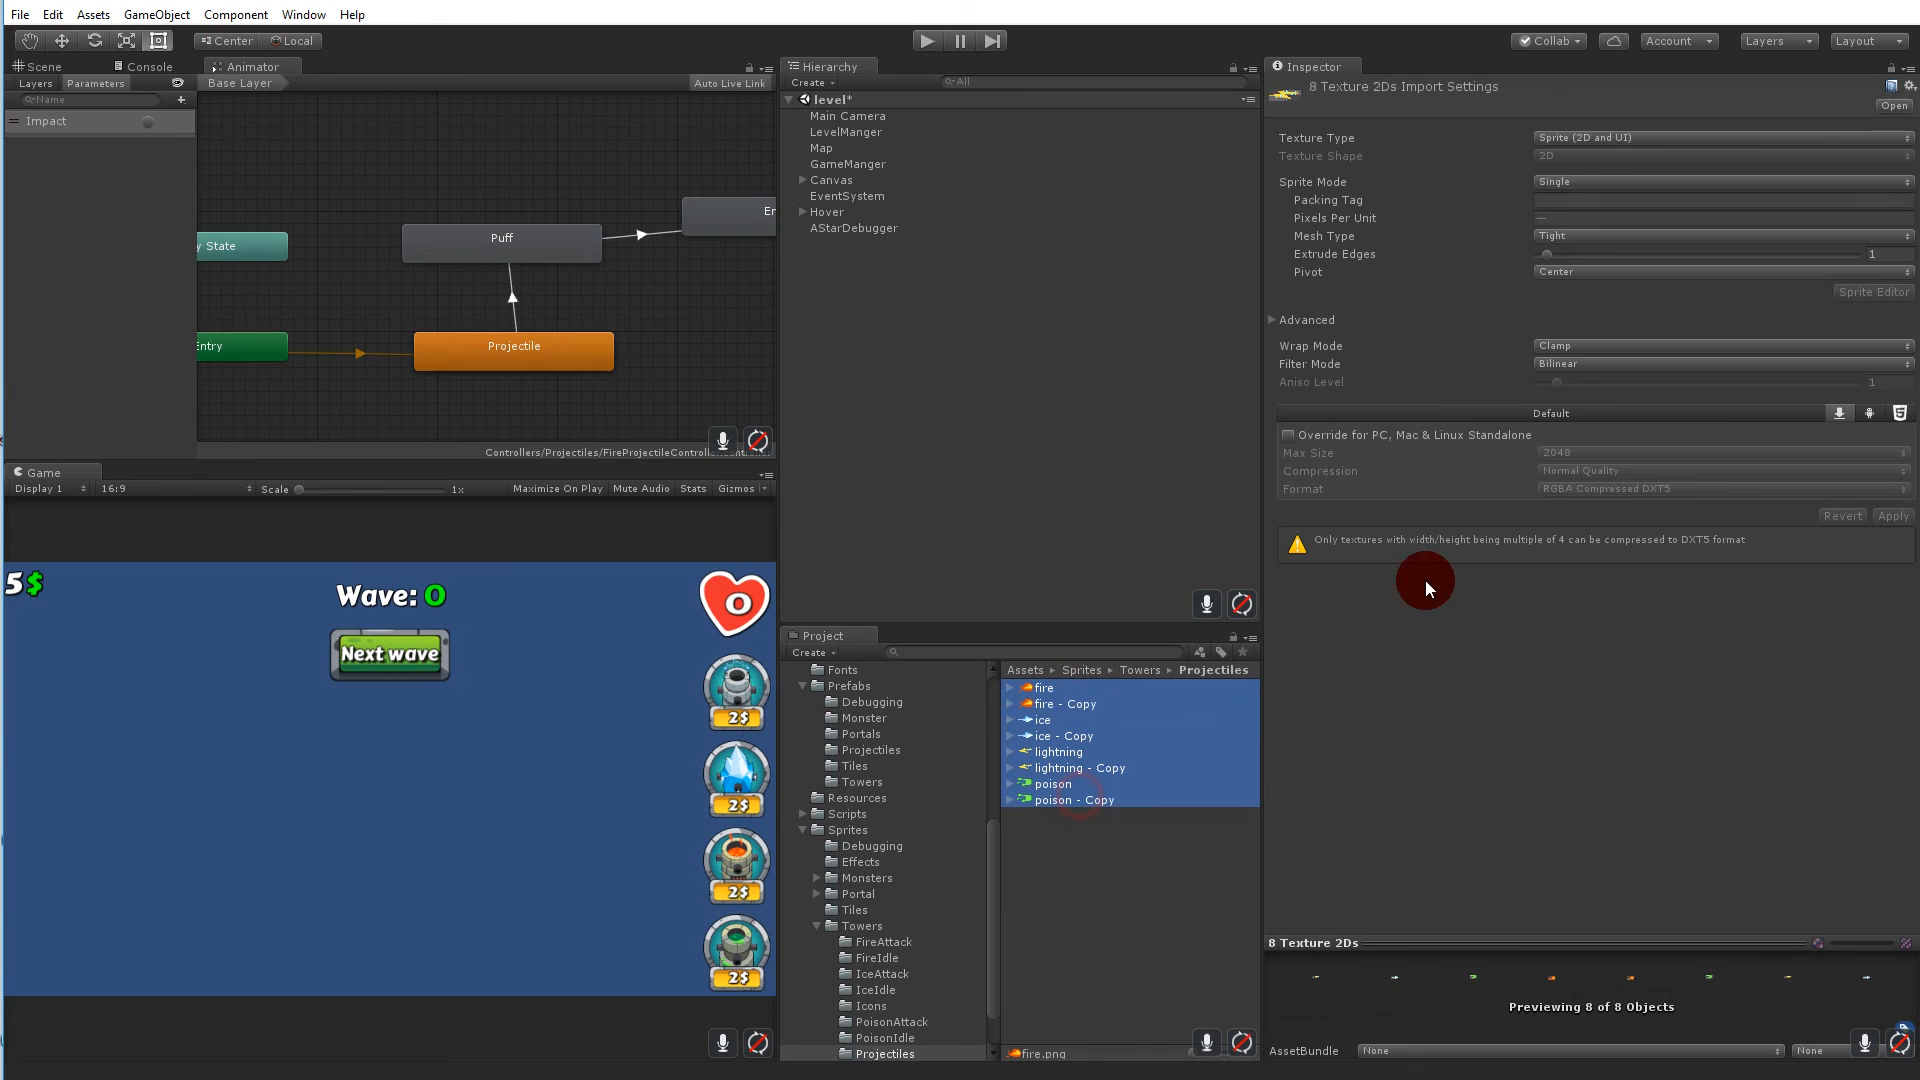 File Edit Assets GameObject Component Window Help
Center Local
Collab Account Layers Layout
Scene Console Animator
Layers Parameters Base Layer Auto Live Link
Name
Impact
y State
Puff
En
Entry
Projectile
Game
Display 1 16:9 Scale 1x Maximize On Play Mute Audio Stats Gizmos
5$
Wave: 0
Next wave
0
2$
2$
2$
2$
Hierarchy
Create All
level*
Main Camera
LevelManger
Map
GameManger
Canvas
EventSystem
Hover
AStarDebugger
Project
Create
Fonts
Prefabs
Debugging
Monster
Portals
Projectiles
Tiles
Towers
Resources
Scripts
Sprites
Debugging
Effects
Monsters
Portal
Tiles
Towers
FireAttack
FireIdle
IceAttack
IceIdle
Icons
PoisonAttack
PoisonIdle
Projectiles
Assets Sprites Towers Projectiles
fire
fire - Copy
ice
ice - Copy
lightning
lightning - Copy
poison
poison - Copy
fire.png
Inspector
8 Texture 2Ds Import Settings
Open
Texture Type Sprite (2D and UI)
Texture Shape 2D
Sprite Mode Single
Packing Tag
Pixels Per Unit —
Mesh Type Tight
Extrude Edges 1
Pivot Center
Sprite Editor
Advanced
Wrap Mode Clamp
Filter Mode Bilinear
Aniso Level 1
Default
Override for PC, Mac & Linux Standalone
Max Size 2048
Compression Normal Quality
Format RGBA Compressed DXT5
Revert Apply
Only textures with width/height being multiple of 4 can be compressed to DXT5 format
8 Texture 2Ds
Previewing 8 of 8 Objects
AssetBundle None None